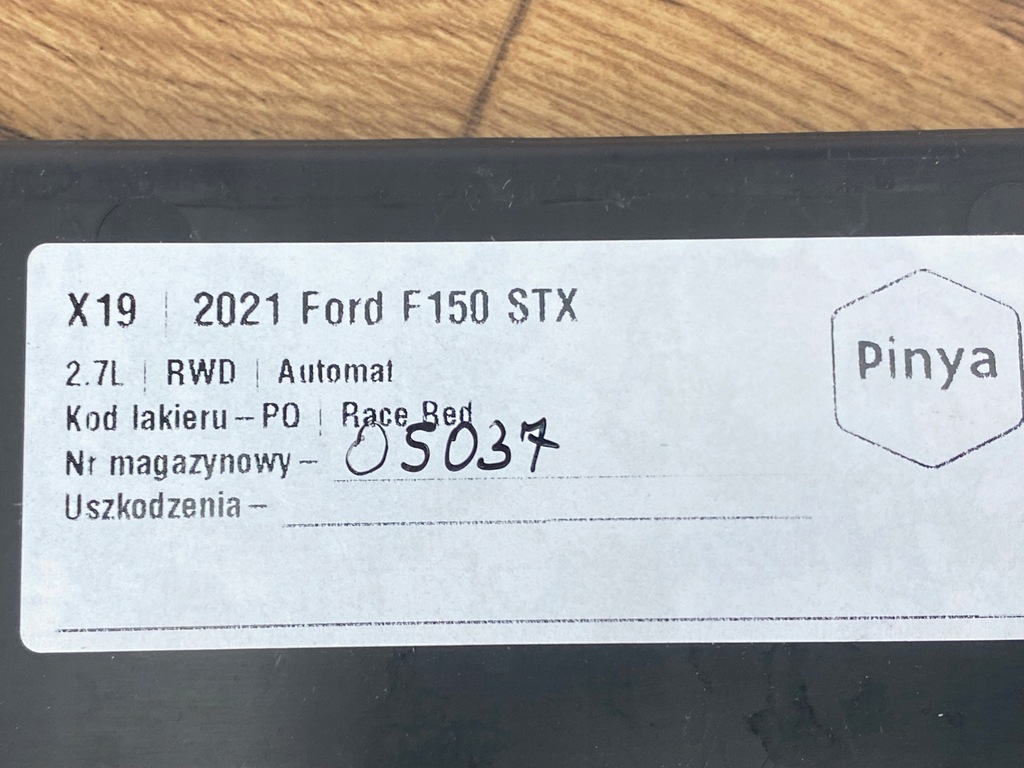 X19 | 2021 Ford F150 STX
Pinya
2.7L | RWD | Automat
Kod lakieru – PQ | Race Red
Nr magazynowy – 05037
Uszkodzenia –